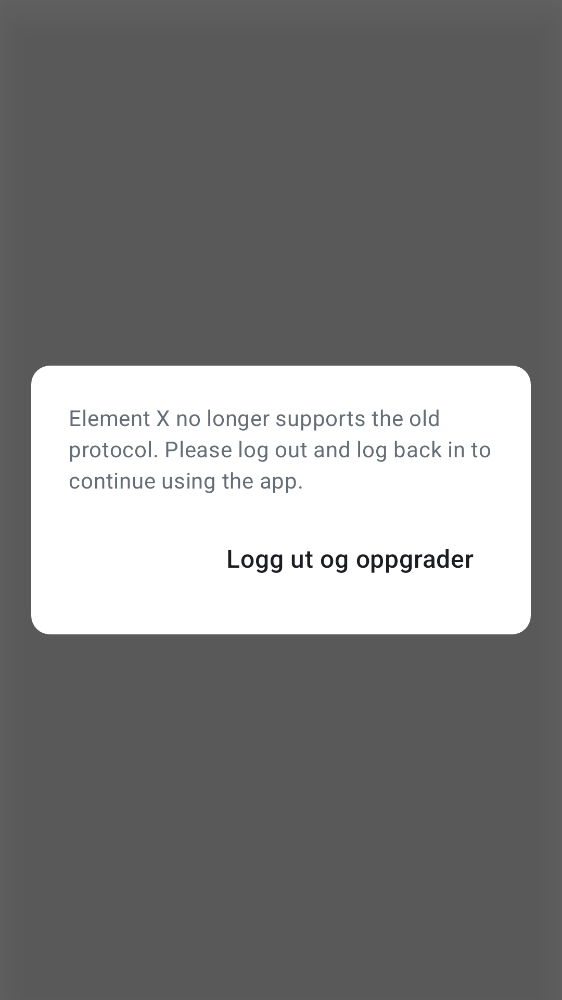 Element X no longer supports the old
protocol. Please log out and log back in to
continue using the app.
Logg ut og oppgrader